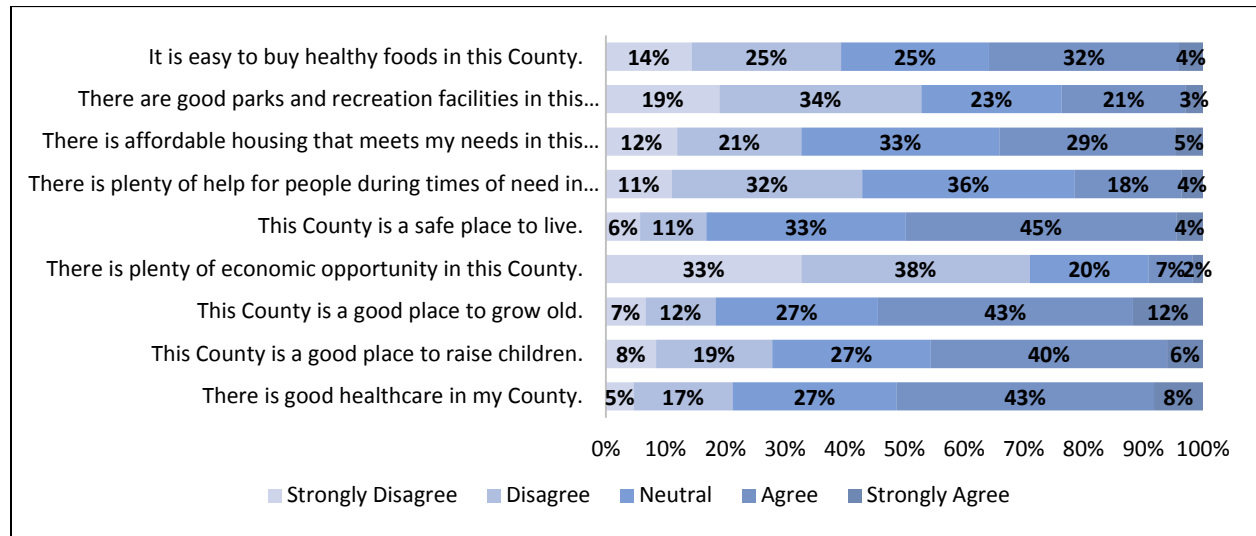 It is easy to buy healthy foods in this County. 14% 25% 25% 32% 4%
There are good parks and recreation facilities in this... 19% 34% 23% 21% 3%
There is affordable housing that meets my needs in this... 12% 21% 33% 29% 5%
There is plenty of help for people during times of need in... 11% 32% 36% 18% 4%
This County is a safe place to live. 6% 11% 33% 45% 4%
There is plenty of economic opportunity in this County. 33% 38% 20% 7% 2%
This County is a good place to grow old. 7% 12% 27% 43% 12%
This County is a good place to raise children. 8% 19% 27% 40% 6%
There is good healthcare in my County. 5% 17% 27% 43% 8%
0% 10% 20% 30% 40% 50% 60% 70% 80% 90% 100%
Strongly Disagree Disagree Neutral Agree Strongly Agree